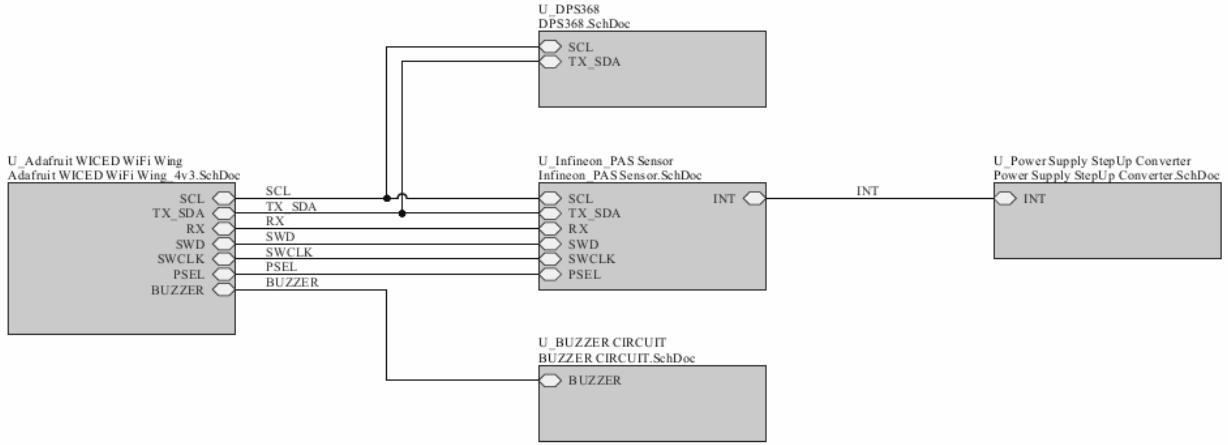 U_DPS368
DPS368.SchDoc
SCL
TX_SDA
U_Adafruit WICED WiFi Wing
Adafruit WICED WiFi Wing_4v3.SchDoc
SCL
TX_SDA
RX
SWD
SWCLK
PSEL
BUZZER
SCL
TX_SDA
RX
SWD
SWCLK
PSEL
BUZZER
U_Infineon_PAS Sensor
Infineon_PASSensor.SchDoc
SCL
TX_SDA
RX
SWD
SWCLK
PSEL
INT
INT
U_Power Supply StepUp Converter
Power Supply StepUp Converter.SchDoc
INT
U_BUZZER CIRCUIT
BUZZER CIRCUIT.SchDoc
BUZZER